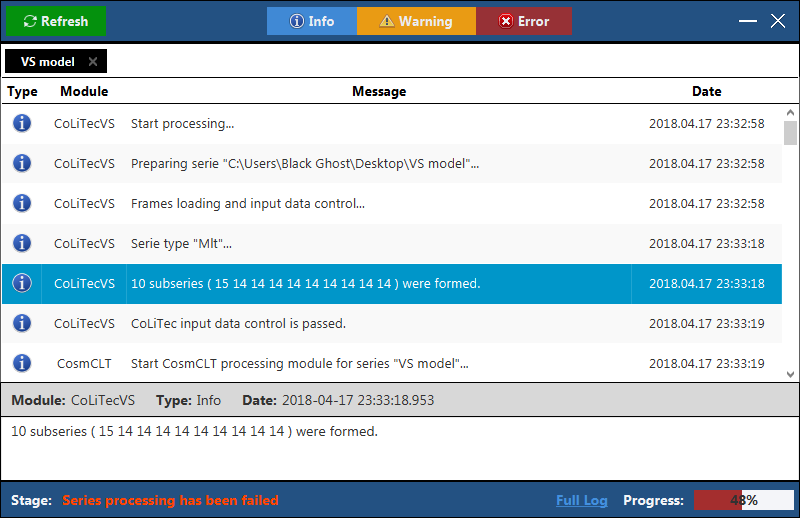 Refresh Info Warning Error
VS model
Type Module Message Date
CoLiTecVS Start processing... 2018.04.17 23:32:58
CoLiTecVS Preparing serie "C:\Users\Black Ghost\Desktop\VS model"... 2018.04.17 23:32:58
CoLiTecVS Frames loading and input data control... 2018.04.17 23:32:58
CoLiTecVS Serie type "Mlt"... 2018.04.17 23:33:18
CoLiTecVS 10 subseries ( 15 14 14 14 14 14 14 14 14 14 ) were formed. 2018.04.17 23:33:18
CoLiTecVS CoLiTec input data control is passed. 2018.04.17 23:33:19
CosmCLT Start CosmCLT processing module for series "VS model"... 2018.04.17 23:33:19
Module: CoLiTecVS Type: Info Date: 2018-04-17 23:33:18.953
10 subseries ( 15 14 14 14 14 14 14 14 14 14 ) were formed.
Stage: Series processing has been failed Full Log Progress: 48%